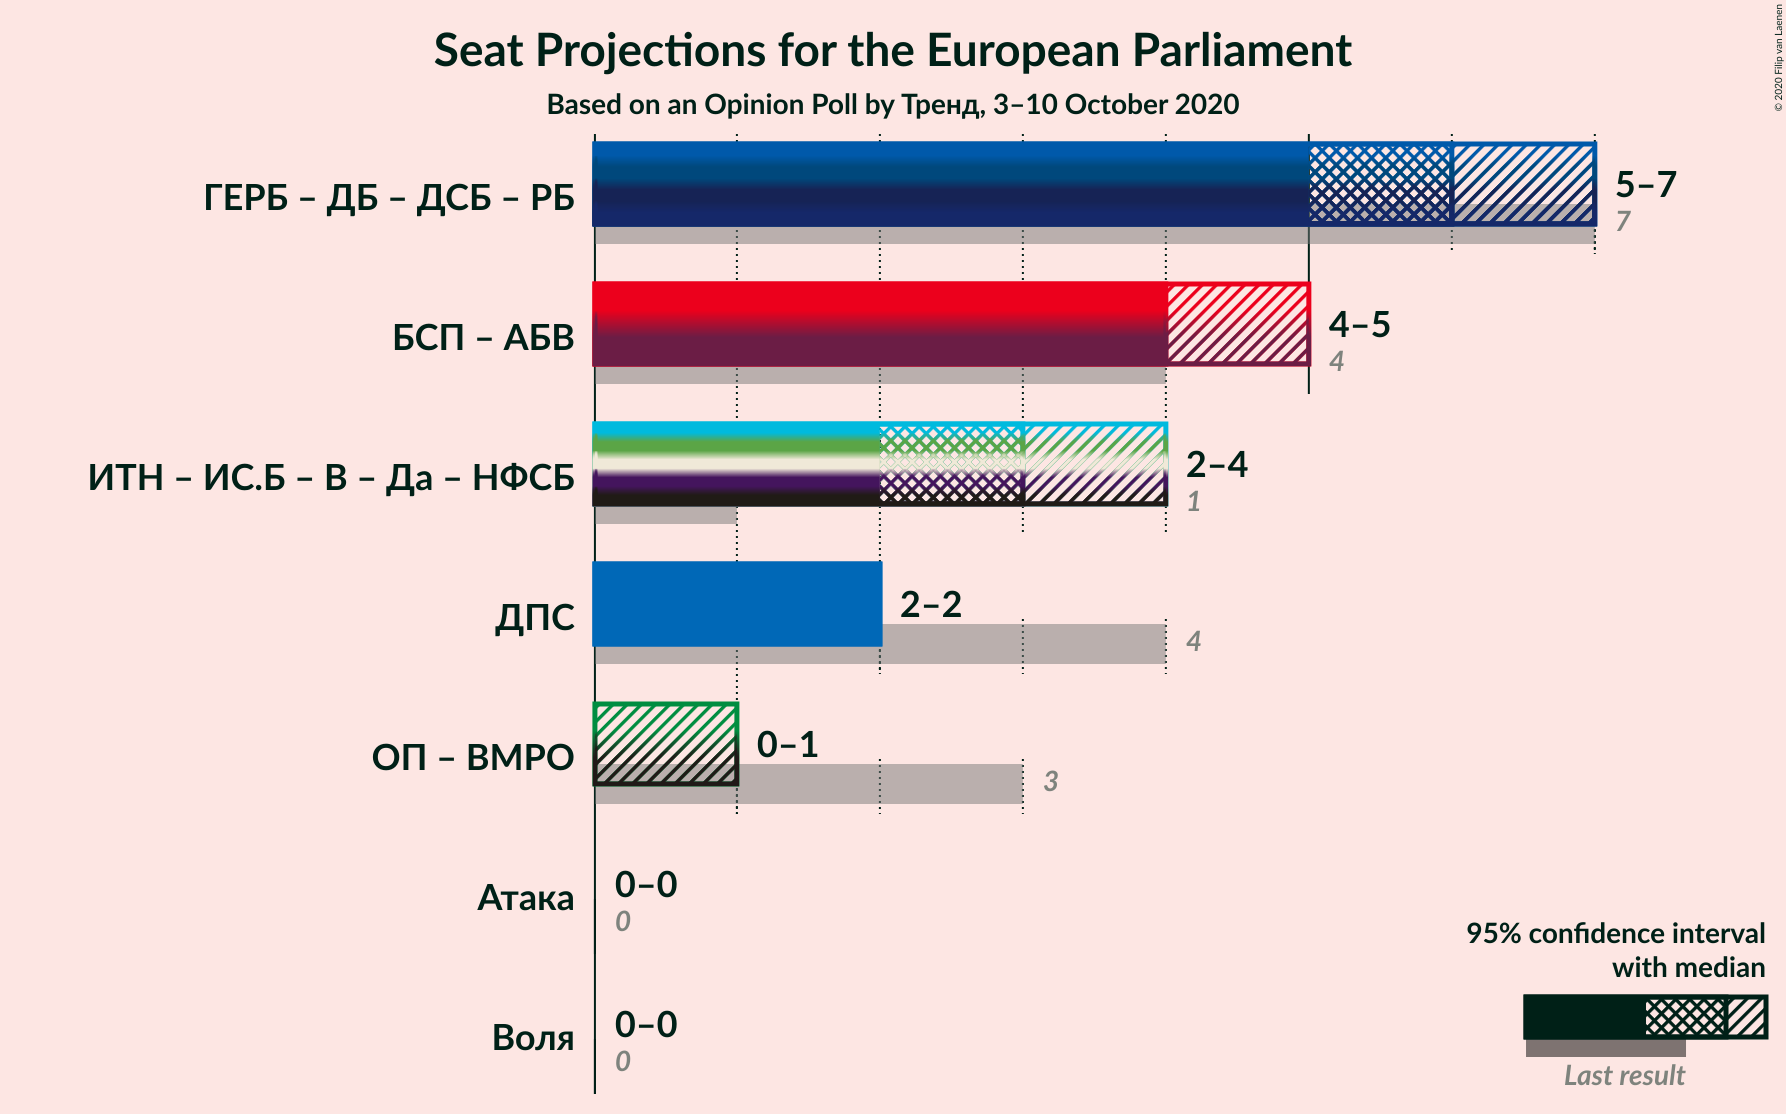 Seat Projections for the European Parliament
Based on an Opinion Poll by Тренд, 3–10 October 2020
© 2020 Filip van Laenen
ГЕРБ – ДБ – ДСБ – РБ
5–7
7
БСП – АБВ
4–5
4
ИТН – ИС.Б – В – Да – НФСБ
2–4
1
ДПС
2–2
4
ОП – ВМРО
0–1
3
Атака
0–0
0
Воля
0–0
0
95% confidence interval
with median
Last result